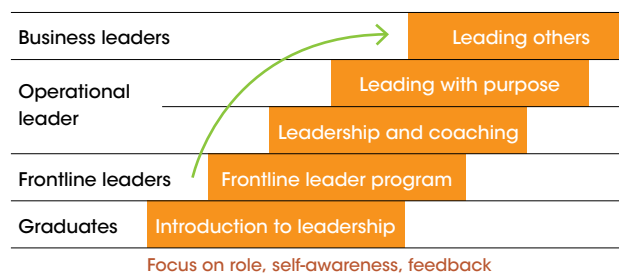 Business leaders
Leading others
Operational
leader
Leading with purpose
Leadership and coaching
Frontline leaders
Frontline leader program
Graduates
Introduction to leadership
Focus on role, self-awareness, feedback